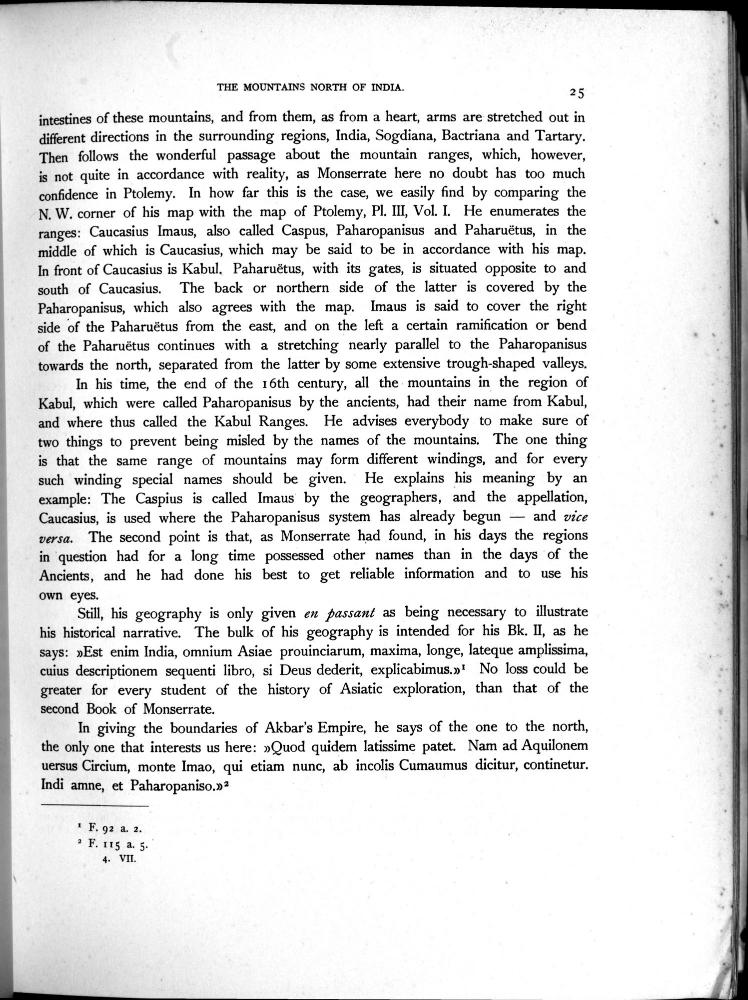 THE MOUNTAINS NORTH OF INDIA.
25
intestines of these mountains, and from them, as from a heart, arms are stretched out in
different directions in the surrounding regions, India, Sogdiana, Bactriana and Tartary.
Then follows the wonderful passage about the mountain ranges, which, however,
is not quite in accordance with reality, as Monserrate here no doubt has too much
confidence in Ptolemy. In how far this is the case, we easily find by comparing the
N. W. corner of his map with the map of Ptolemy, Pl. III, Vol. I. He enumerates the
ranges: Caucasius Imaus, also called Caspus, Paharopanisus and Paharuëtus, in the
middle of which is Caucasius, which may be said to be in accordance with his map.
In front of Caucasius is Kabul. Paharuëtus, with its gates, is situated opposite to and
south of Caucasius. The back or northern side of the latter is covered by the
Paharopanisus, which also agrees with the map. Imaus is said to cover the right
side of the Paharuëtus from the east, and on the left a certain ramification or bend
of the Paharuëtus continues with a stretching nearly parallel to the Paharopanisus
towards the north, separated from the latter by some extensive trough-shaped valleys.
In his time, the end of the 16th century, all the mountains in the region of
Kabul, which were called Paharopanisus by the ancients, had their name from Kabul,
and where thus called the Kabul Ranges. He advises everybody to make sure of
two things to prevent being misled by the names of the mountains. The one thing
is that the same range of mountains may form different windings, and for every
such winding special names should be given. He explains his meaning by an
example: The Caspius is called Imaus by the geographers, and the appellation,
Caucasius, is used where the Paharopanisus system has already begun — and vice
versa. The second point is that, as Monserrate had found, in his days the regions
in question had for a long time possessed other names than in the days of the
Ancients, and he had done his best to get reliable information and to use his
own eyes.
Still, his geography is only given en passant as being necessary to illustrate
his historical narrative. The bulk of his geography is intended for his Bk. II, as he
says: »Est enim India, omnium Asiae prouinciarum, maxima, longe, lateque amplissima,
cuius descriptionem sequenti libro, si Deus dederit, explicabimus.»¹ No loss could be
greater for every student of the history of Asiatic exploration, than that of the
second Book of Monserrate.
In giving the boundaries of Akbar's Empire, he says of the one to the north,
the only one that interests us here: »Quod quidem latissime patet. Nam ad Aquilonem
uersus Circium, monte Imao, qui etiam nunc, ab incolis Cumaumus dicitur, continetur.
Indi amne, et Paharopaniso.»²
¹ F. 92 a. 2.
² F. 115 a. 5.
4. VII.